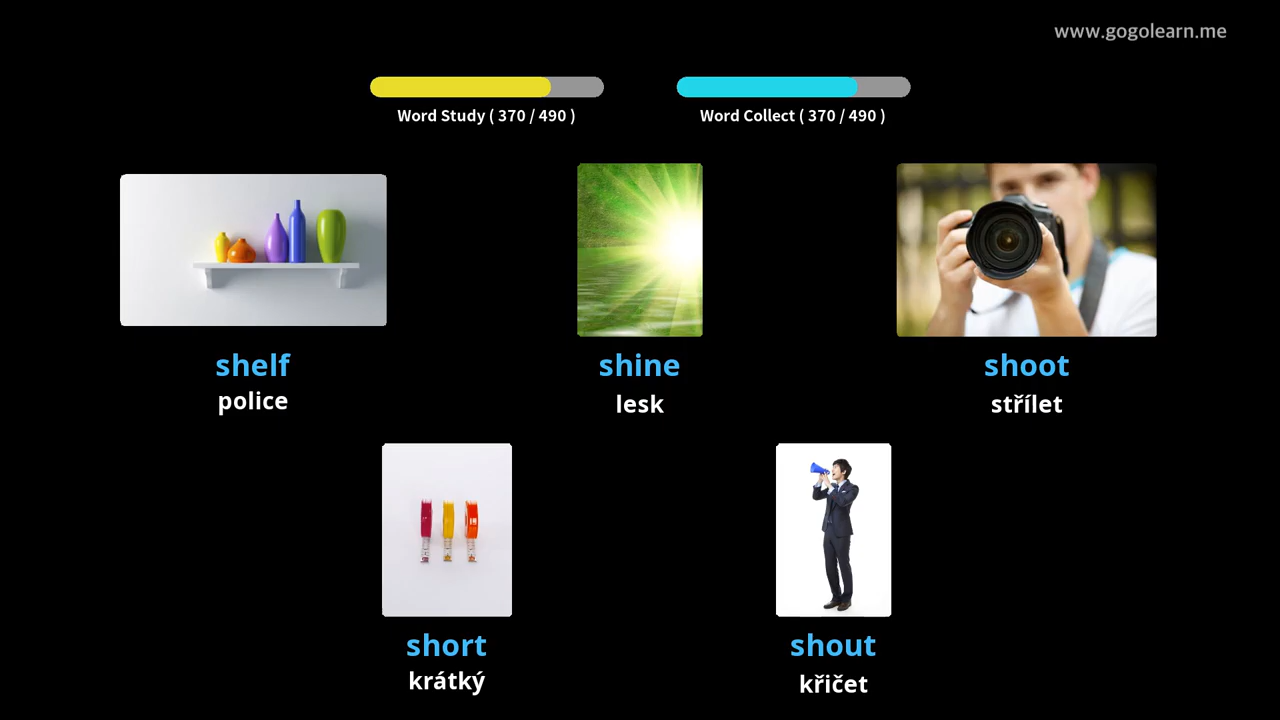 www.gogolearn.me
Word Study ( 370 / 490 )
Word Collect ( 370 / 490 )
shelf
police
shine
lesk
shoot
střílet
short
krátký
shout
křičet